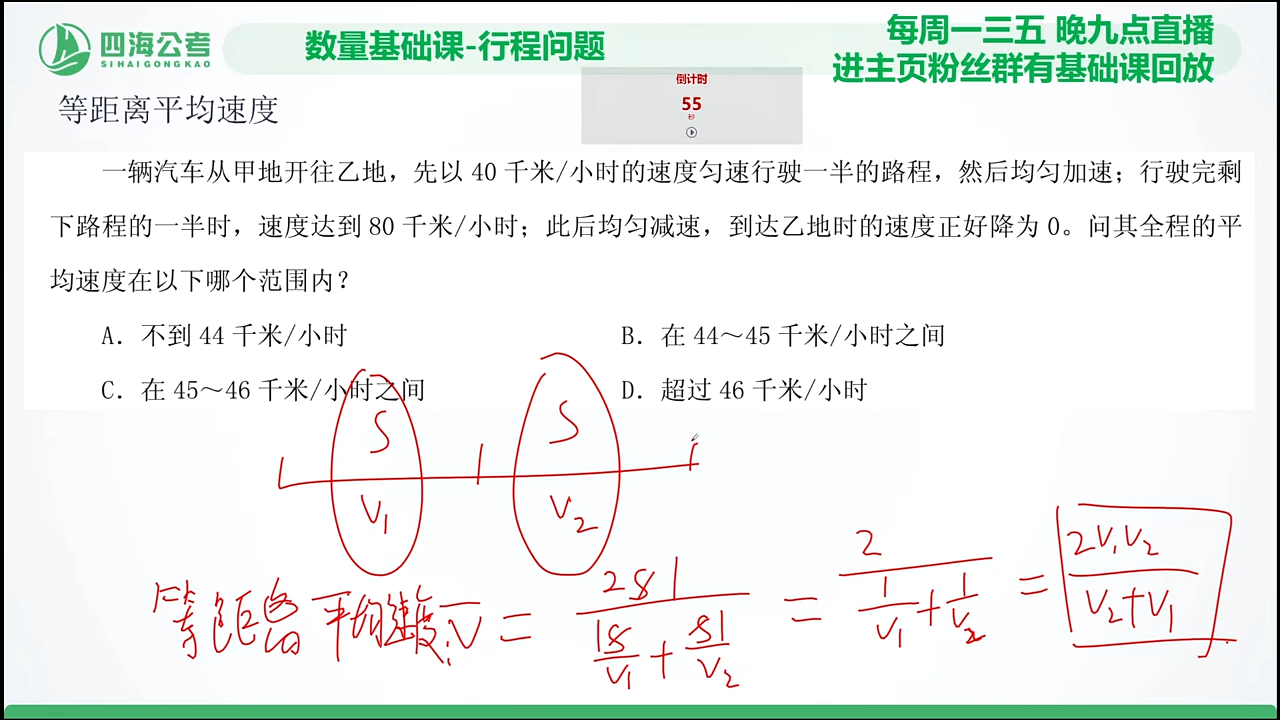 四海公考
SIHAIGONGKAO
数量基础课-行程问题
每周一三五 晚九点直播
进主页粉丝群有基础课回放
倒计时
55
秒
等距离平均速度
一辆汽车从甲地开往乙地，先以 40 千米/小时的速度匀速行驶一半的路程，然后均匀加速；行驶完剩
下路程的一半时，速度达到 80 千米/小时；此后均匀减速，到达乙地时的速度正好降为 0。问其全程的平
均速度在以下哪个范围内？
A. 不到 44 千米/小时
B. 在 44～45 千米/小时之间
C. 在 45～46 千米/小时之间
D. 超过 46 千米/小时
S S
V₁ V₂
等距离平均速度:V̅ = 2S / (S/V₁ + S/V₂) = 2 / (1/V₁ + 1/V₂) = 2V₁V₂ / (V₂+V₁)